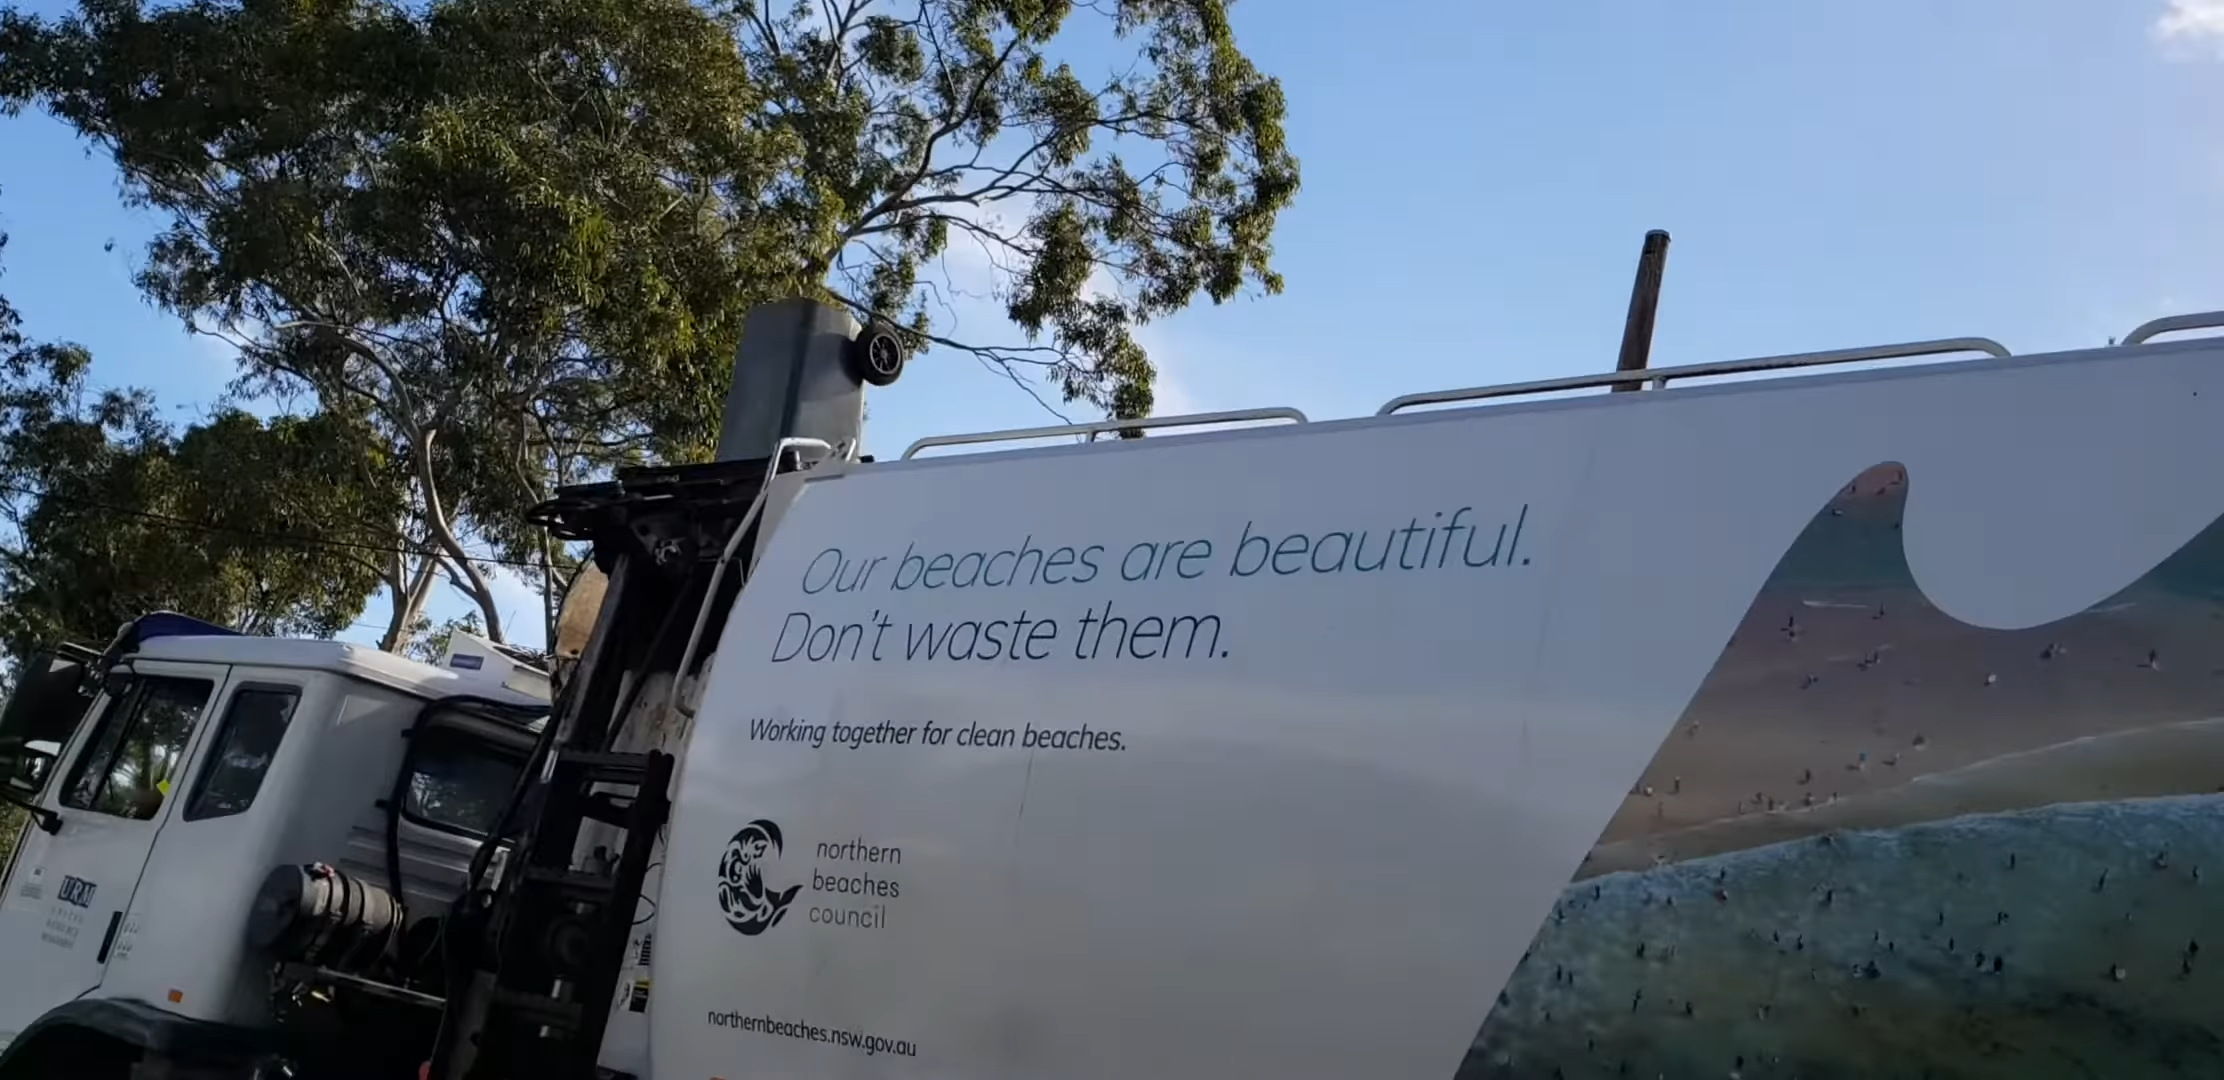 Our beaches are beautiful.
Don't waste them.
Working together for clean beaches.
northern
beaches
council
northernbeaches.nsw.gov.au
URM